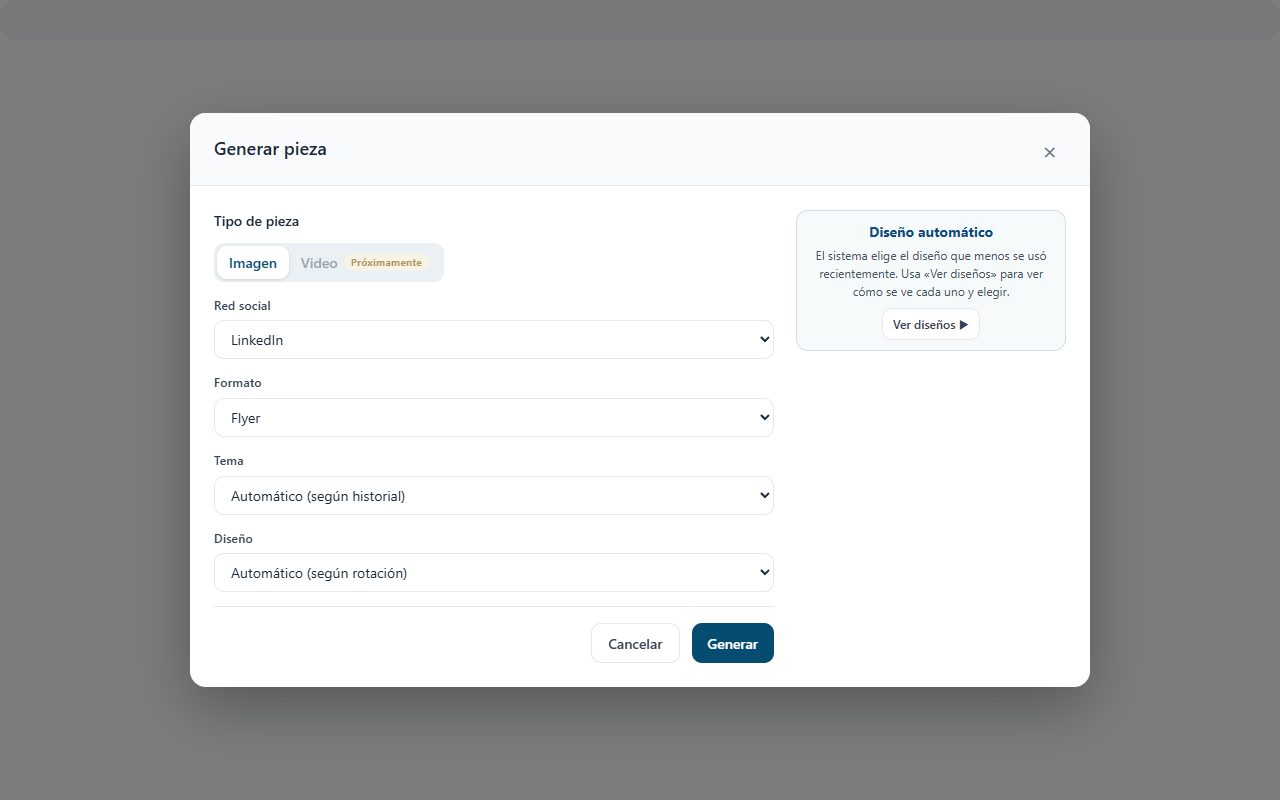 Generar pieza
×
Tipo de pieza
Imagen
Video
Próximamente
Red social
LinkedIn
Formato
Flyer
Tema
Automático (según historial)
Diseño
Automático (según rotación)
Cancelar
Generar
Diseño automático
El sistema elige el diseño que menos se usó
recientemente. Usa «Ver diseños» para ver
cómo se ve cada uno y elegir.
Ver diseños ▶